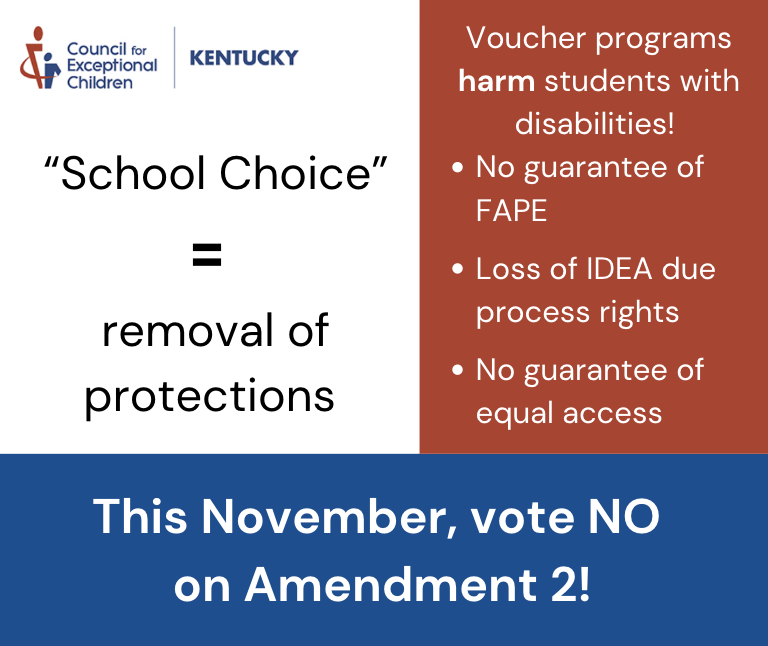 Council for
Exceptional
Children
KENTUCKY
“School Choice”
=
removal of
protections
Voucher programs
harm students with
disabilities!
• No guarantee of
FAPE
• Loss of IDEA due
process rights
• No guarantee of
equal access
This November, vote NO
on Amendment 2!